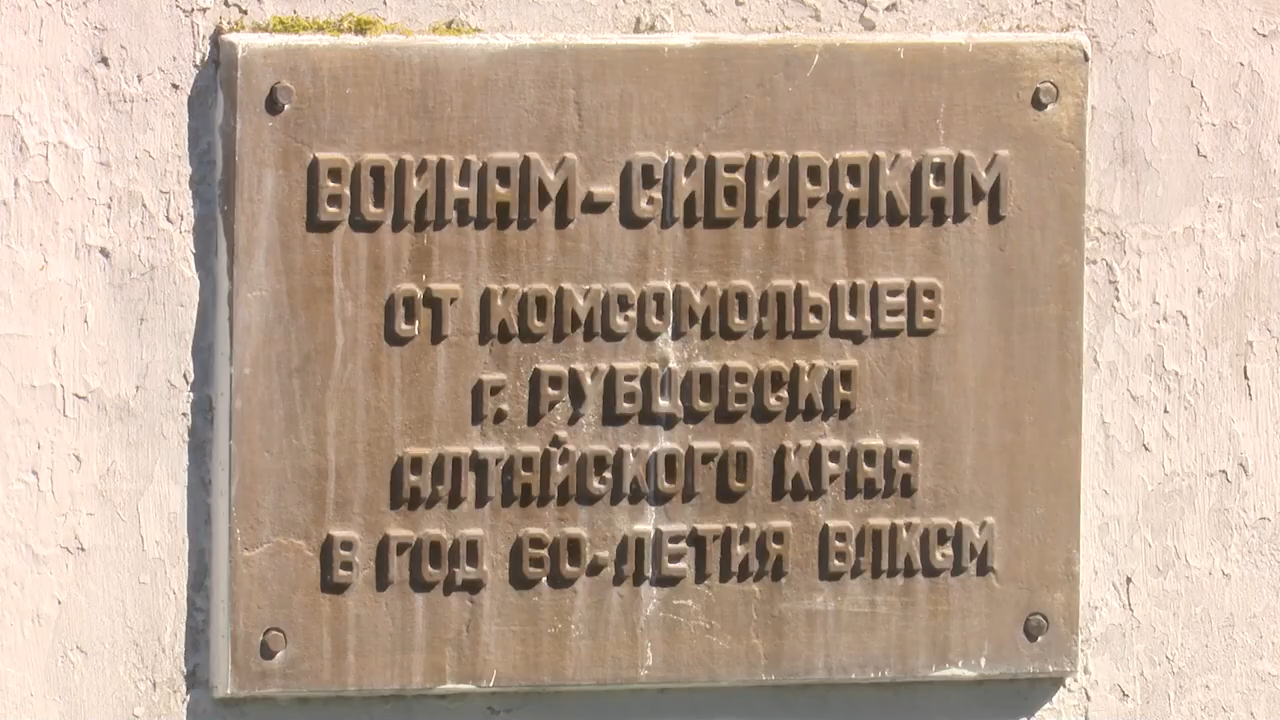 ВОИНАМ-СИБИРЯКАМ
ОТ КОМСОМОЛЬЦЕВ
г. РУБЦОВСКА
АЛТАЙСКОГО КРАЯ
В ГОД 60-ЛЕТИЯ ВЛКСМ